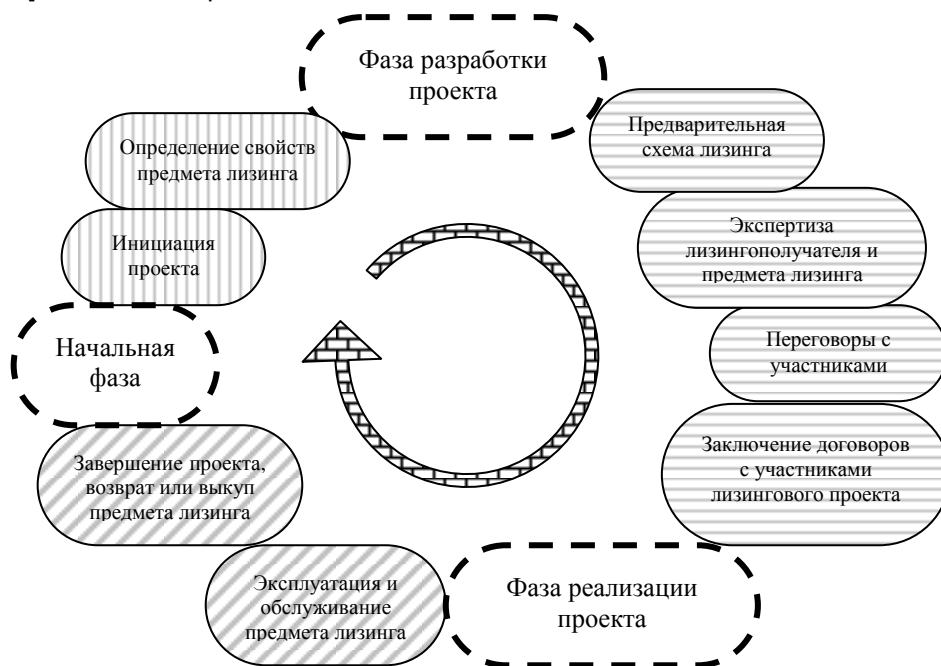 Фаза разработки
проекта
Определение свойств
предмета лизинга
Инициация
проекта
Начальная
фаза
Завершение проекта,
возврат или выкуп
предмета лизинга
Эксплуатация и
обслуживание
предмета лизинга
Фаза реализации
проекта
Предварительная
схема лизинга
Экспертиза
лизингополучателя и
предмета лизинга
Переговоры с
участниками
Заключение договоров
с участниками
лизингового проекта